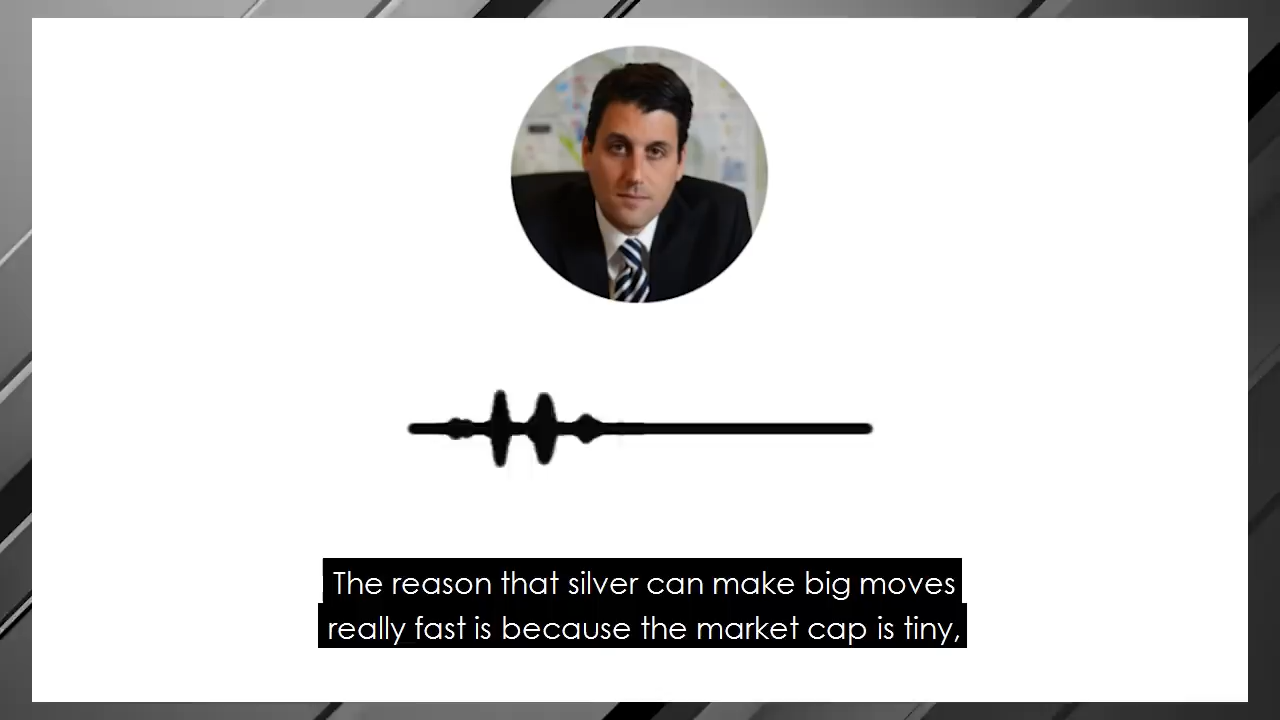 The reason that silver can make big moves
really fast is because the market cap is tiny,